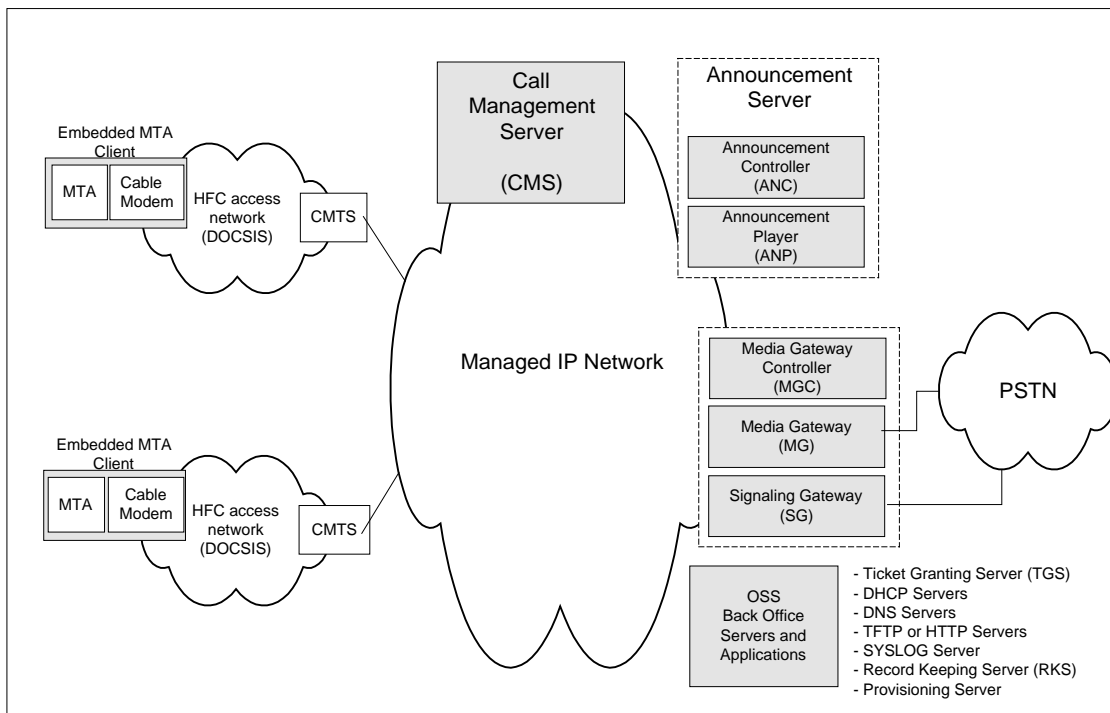 Call
Management
Server
(CMS)
Announcement
Server
Announcement
Controller
(ANC)
Announcement
Player
(ANP)
Embedded MTA
Client
MTA
Cable
Modem
HFC access
network
(DOCSIS)
CMTS
Managed IP Network
Media Gateway
Controller
(MGC)
Media Gateway
(MG)
Signaling Gateway
(SG)
PSTN
Embedded MTA
Client
MTA
Cable
Modem
HFC access
network
(DOCSIS)
CMTS
OSS
Back Office
Servers and
Applications
- Ticket Granting Server (TGS)
- DHCP Servers
- DNS Servers
- TFTP or HTTP Servers
- SYSLOG Server
- Record Keeping Server (RKS)
- Provisioning Server